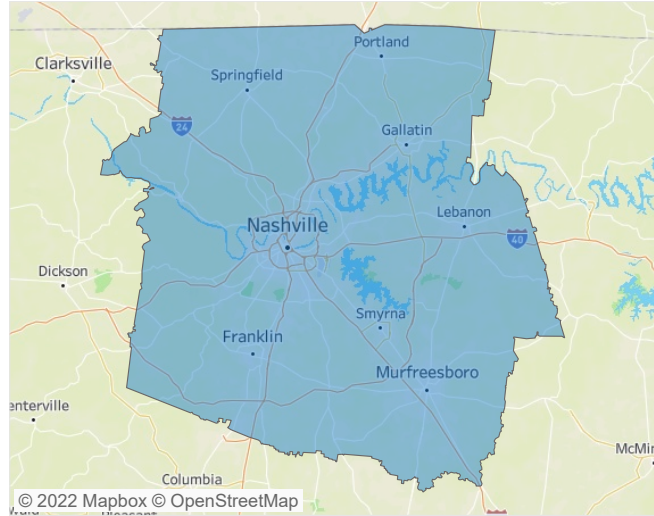 Portland
Clarksville
Springfield
24
Gallatin
Lebanon
Nashville
40
Dickson
Smyrna
Franklin
Murfreesboro
enterville
McMin
Columbia
© 2022 Mapbox © OpenStreetMap